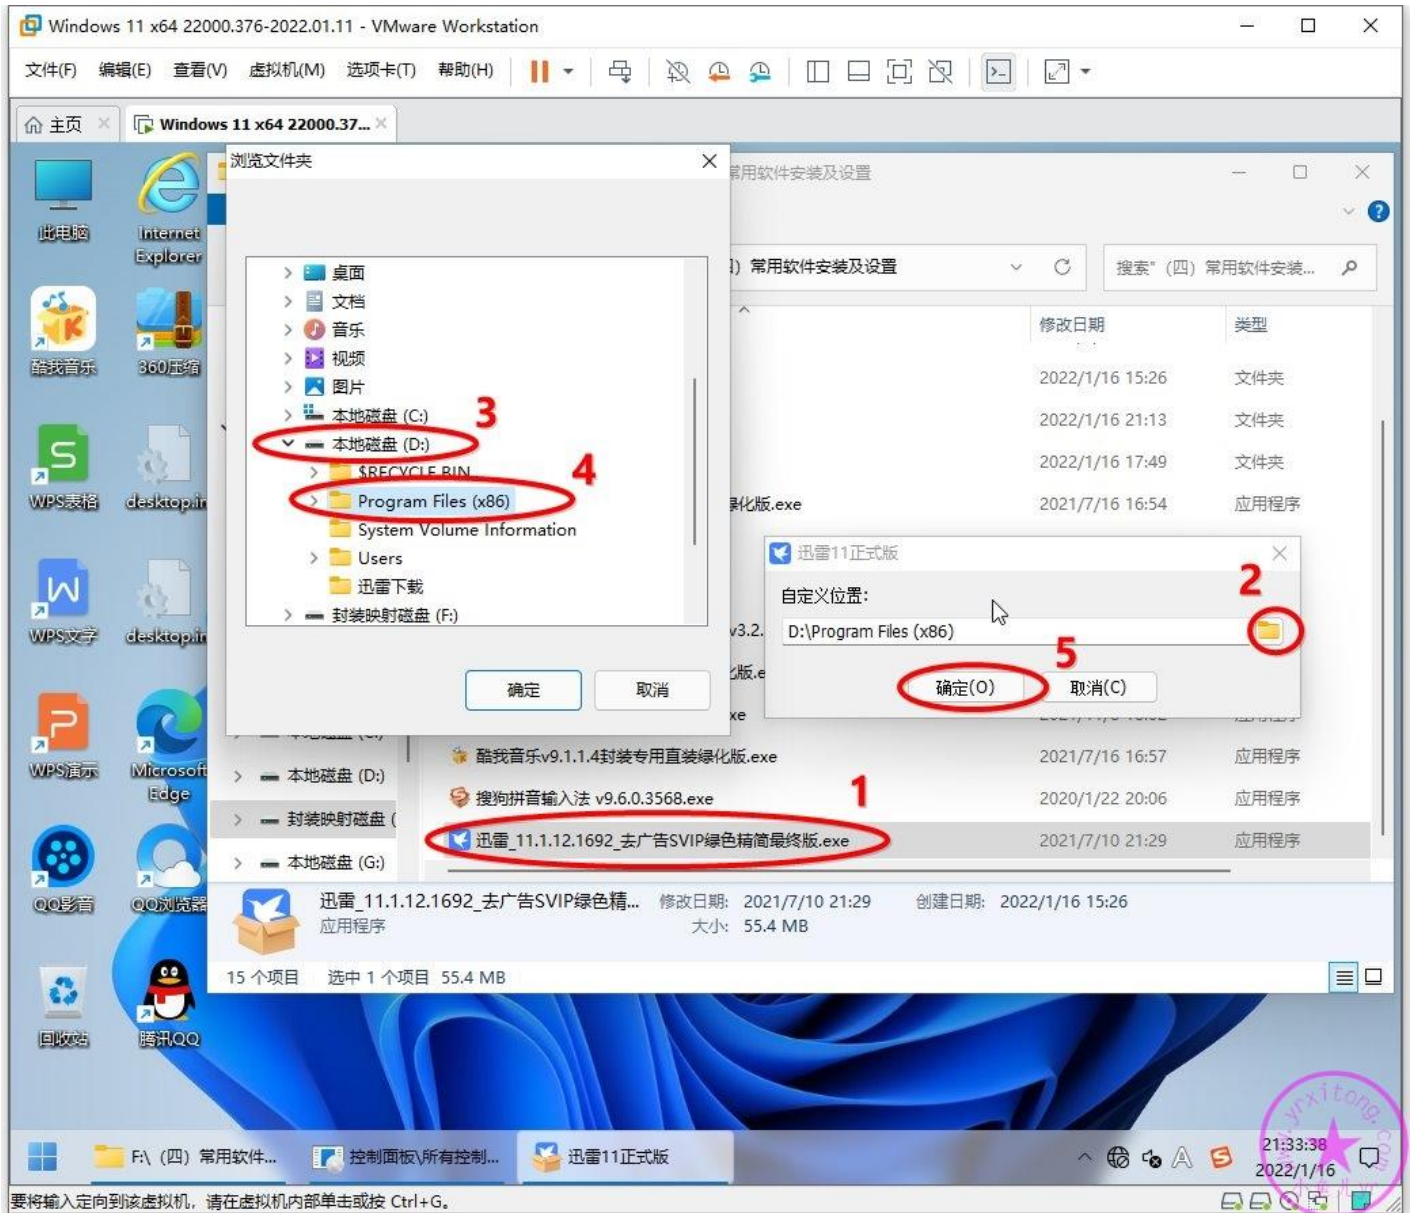 Windows 11 x64 22000.376-2022.01.11 - VMware Workstation
文件(F) 编辑(E) 查看(V) 虚拟机(M) 选项卡(T) 帮助(H)
主页
Windows 11 x64 22000.37...
此电脑
Internet Explorer
酷我音乐
360压缩
WPS表格
desktop.in
WPS文字
desktop.in
WPS演示
Microsoft Edge
QQ影音
QQ浏览器
回收站
腾讯QQ
浏览文件夹
桌面
文档
音乐
视频
图片
本地磁盘 (C:)
3
本地磁盘 (D:)
$RECYCLE.BIN
4
Program Files (x86)
System Volume Information
Users
迅雷下载
封装映射磁盘 (F:)
确定 取消
常用软件安装及设置
常用软件安装及设置
搜索"（四）常用软件安装...
修改日期 类型
2022/1/16 15:26 文件夹
2022/1/16 21:13 文件夹
2022/1/16 17:49 文件夹
化版.exe 2021/7/16 16:54 应用程序
迅雷11正式版
2
自定义位置:
D:\Program Files (x86)
5
确定(O) 取消(C)
v3.2.
版.e
xe
本地磁盘 (D:)
封装映射磁盘 (
本地磁盘 (G:)
酷我音乐v9.1.1.4封装专用直装绿化版.exe 2021/7/16 16:57 应用程序
1
搜狗拼音输入法 v9.6.0.3568.exe 2020/1/22 20:06 应用程序
迅雷_11.1.12.1692_去广告SVIP绿色精简最终版.exe 2021/7/10 21:29 应用程序
迅雷_11.1.12.1692_去广告SVIP绿色精... 修改日期: 2021/7/10 21:29 创建日期: 2022/1/16 15:26
应用程序 大小: 55.4 MB
15 个项目 选中 1 个项目 55.4 MB
F:\（四）常用软件...
控制面板\所有控制...
迅雷11正式版
21:33:38
2022/1/16
www.yrxitong.com
小鱼儿yr
要将输入定向到该虚拟机，请在虚拟机内部单击或按 Ctrl+G。